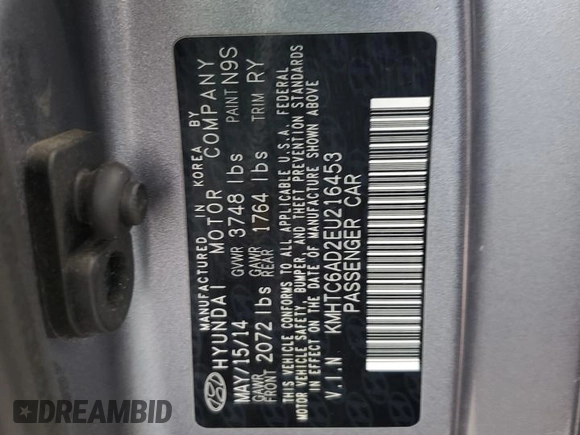 MANUFACTURED IN KOREA BY
HYUNDAI MOTOR COMPANY
MAY/15/14 GVWR 3748 lbs PAINT N9S
GAWR FRONT 2072 lbs GAWR REAR 1764 lbs TRIM RY
THIS VEHICLE CONFORMS TO ALL APPLICABLE U.S.A. FEDERAL
MOTOR VEHICLE SAFETY, BUMPER, AND THEFT PREVENTION STANDARDS
IN EFFECT ON THE DATE OF MANUFACTURE SHOWN ABOVE
V.I.N KMHTC6AD2EU216453
PASSENGER CAR
DREAMBID